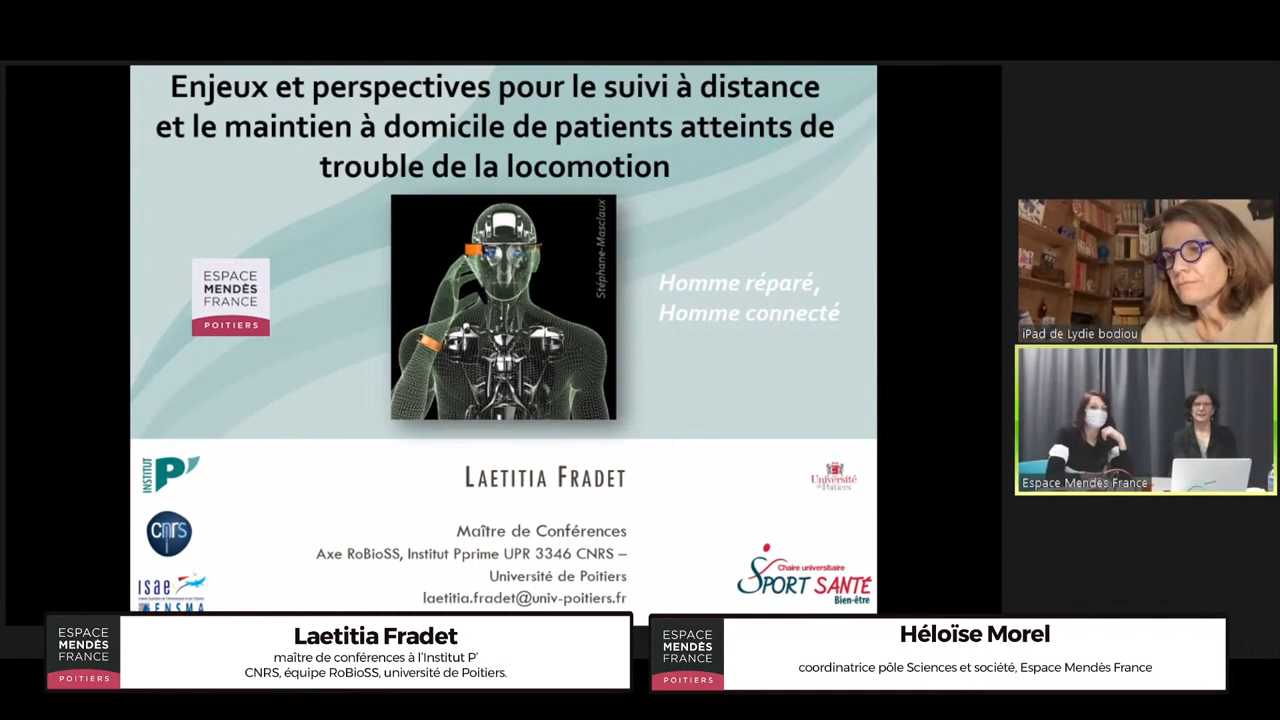 Enjeux et perspectives pour le suivi à distance
et le maintien à domicile de patients atteints de
trouble de la locomotion
Stéphane-Masclaux
ESPACE
MENDÈS
FRANCE
POITIERS
Homme réparé,
Homme connecté
INSTITUT P'
cnrs
isae
ENSMA
LAETITIA FRADET
Maître de Conférences
Axe RoBioSS, Institut Pprime UPR 3346 CNRS –
Université de Poitiers
laetitia.fradet@univ-poitiers.fr
Université
de Poitiers
Chaire universitaire
SPORT SANTÉ
Bien-être
iPad de Lydie bodiou
Espace Mendès France
ESPACE
MENDÈS
FRANCE
POITIERS
Laetitia Fradet
maître de conférences à l'Institut P'
CNRS, équipe RoBioSS, université de Poitiers.
ESPACE
MENDÈS
FRANCE
POITIERS
Héloïse Morel
coordinatrice pôle Sciences et société, Espace Mendès France